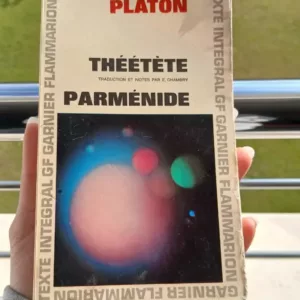 PLATON
THÉÉTÈTE
TRADUCTION ET NOTES PAR E. CHAMBRY
PARMÉNIDE
TEXTE INTEGRAL GF GARNIER FLAMMARION
TEXTE INTEGRAL GF GARNIER FLAMMARION
GARNIER FLAMMARION